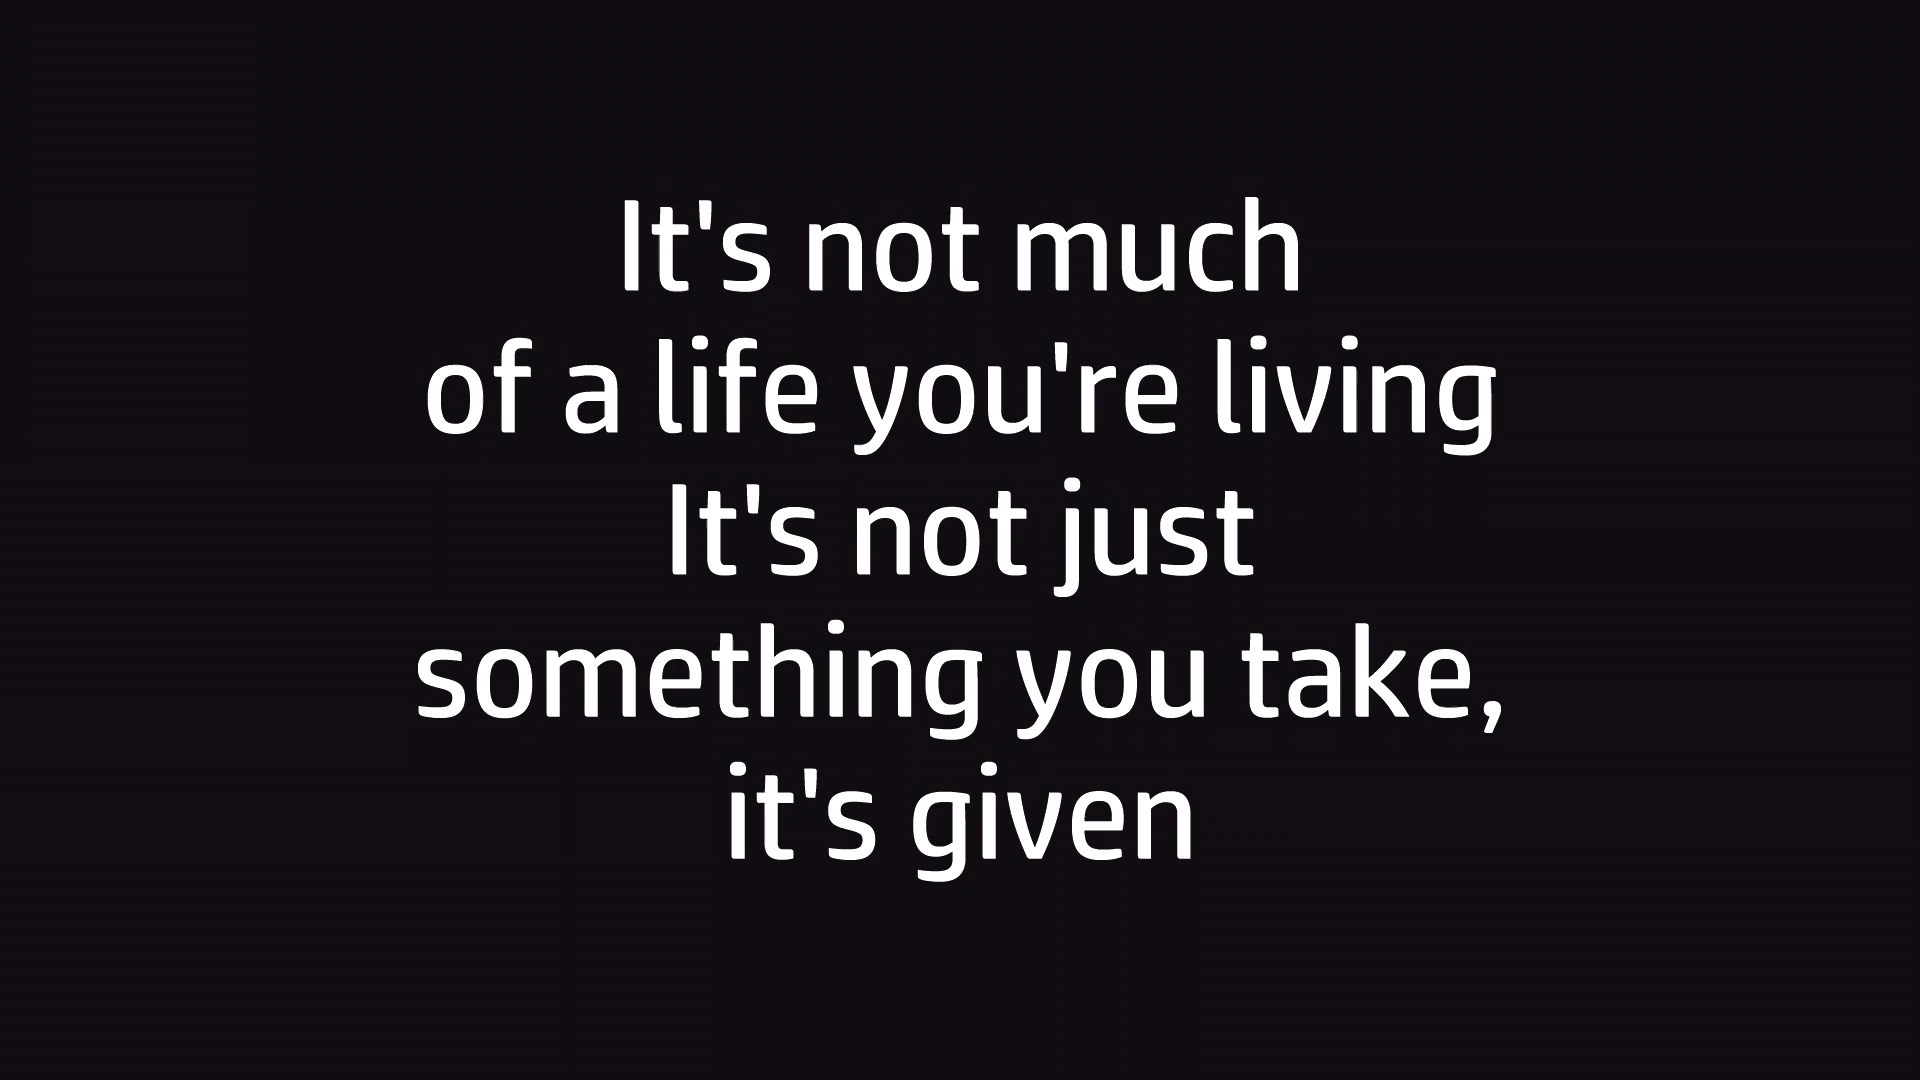 It's not much
of a life you're living
It's not just
something you take,
it's given